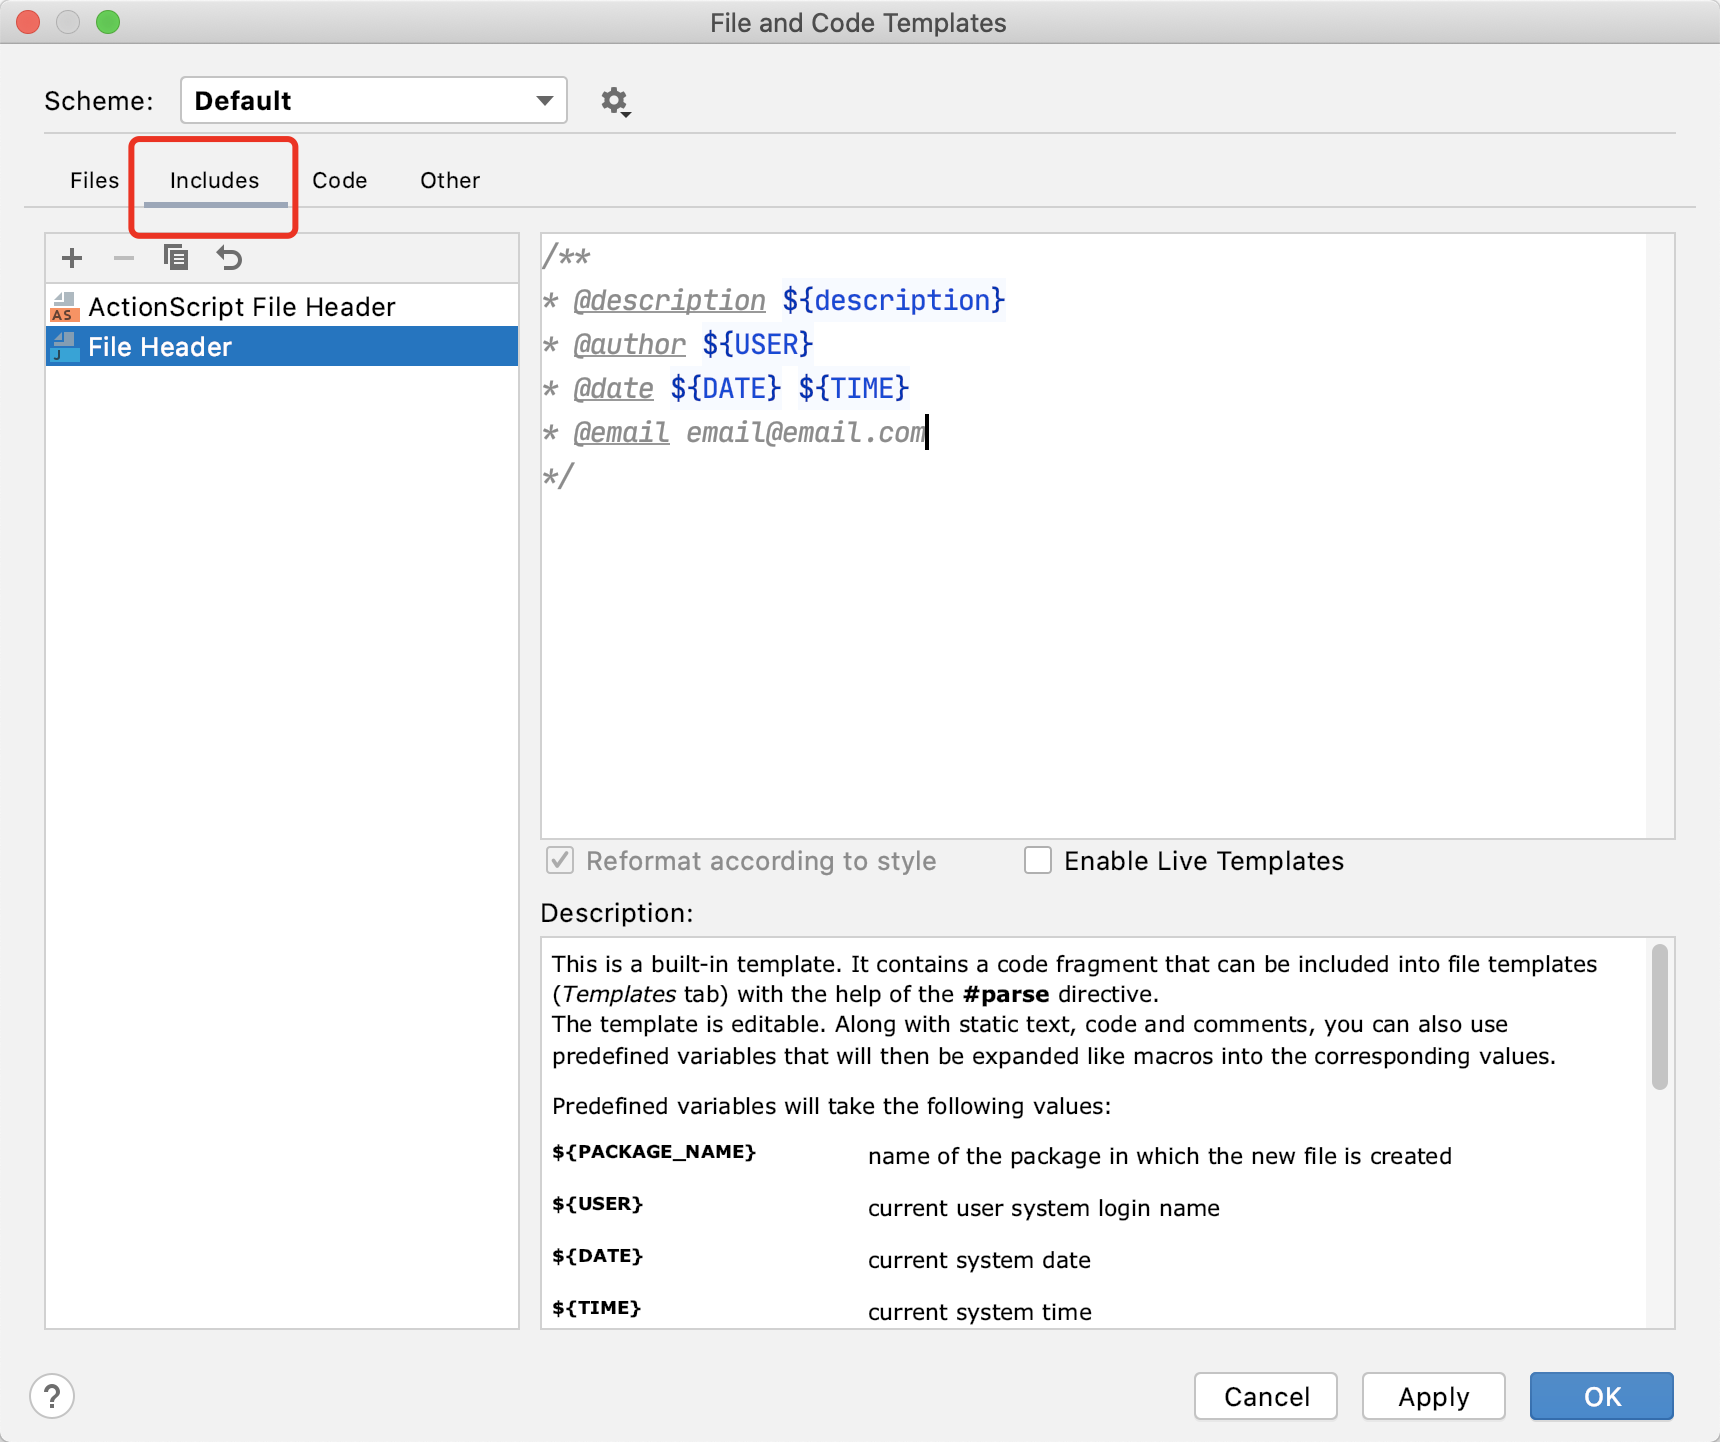 File and Code Templates
Scheme: Default
Files Includes Code Other
AS ActionScript File Header
J File Header
/**
* @description ${description}
* @author ${USER}
* @date ${DATE} ${TIME}
* @email email@email.com
*/
Reformat according to style Enable Live Templates
Description:
This is a built-in template. It contains a code fragment that can be included into file templates
(Templates tab) with the help of the #parse directive.
The template is editable. Along with static text, code and comments, you can also use
predefined variables that will then be expanded like macros into the corresponding values.
Predefined variables will take the following values:
${PACKAGE_NAME} name of the package in which the new file is created
${USER} current user system login name
${DATE} current system date
${TIME} current system time
? Cancel Apply OK